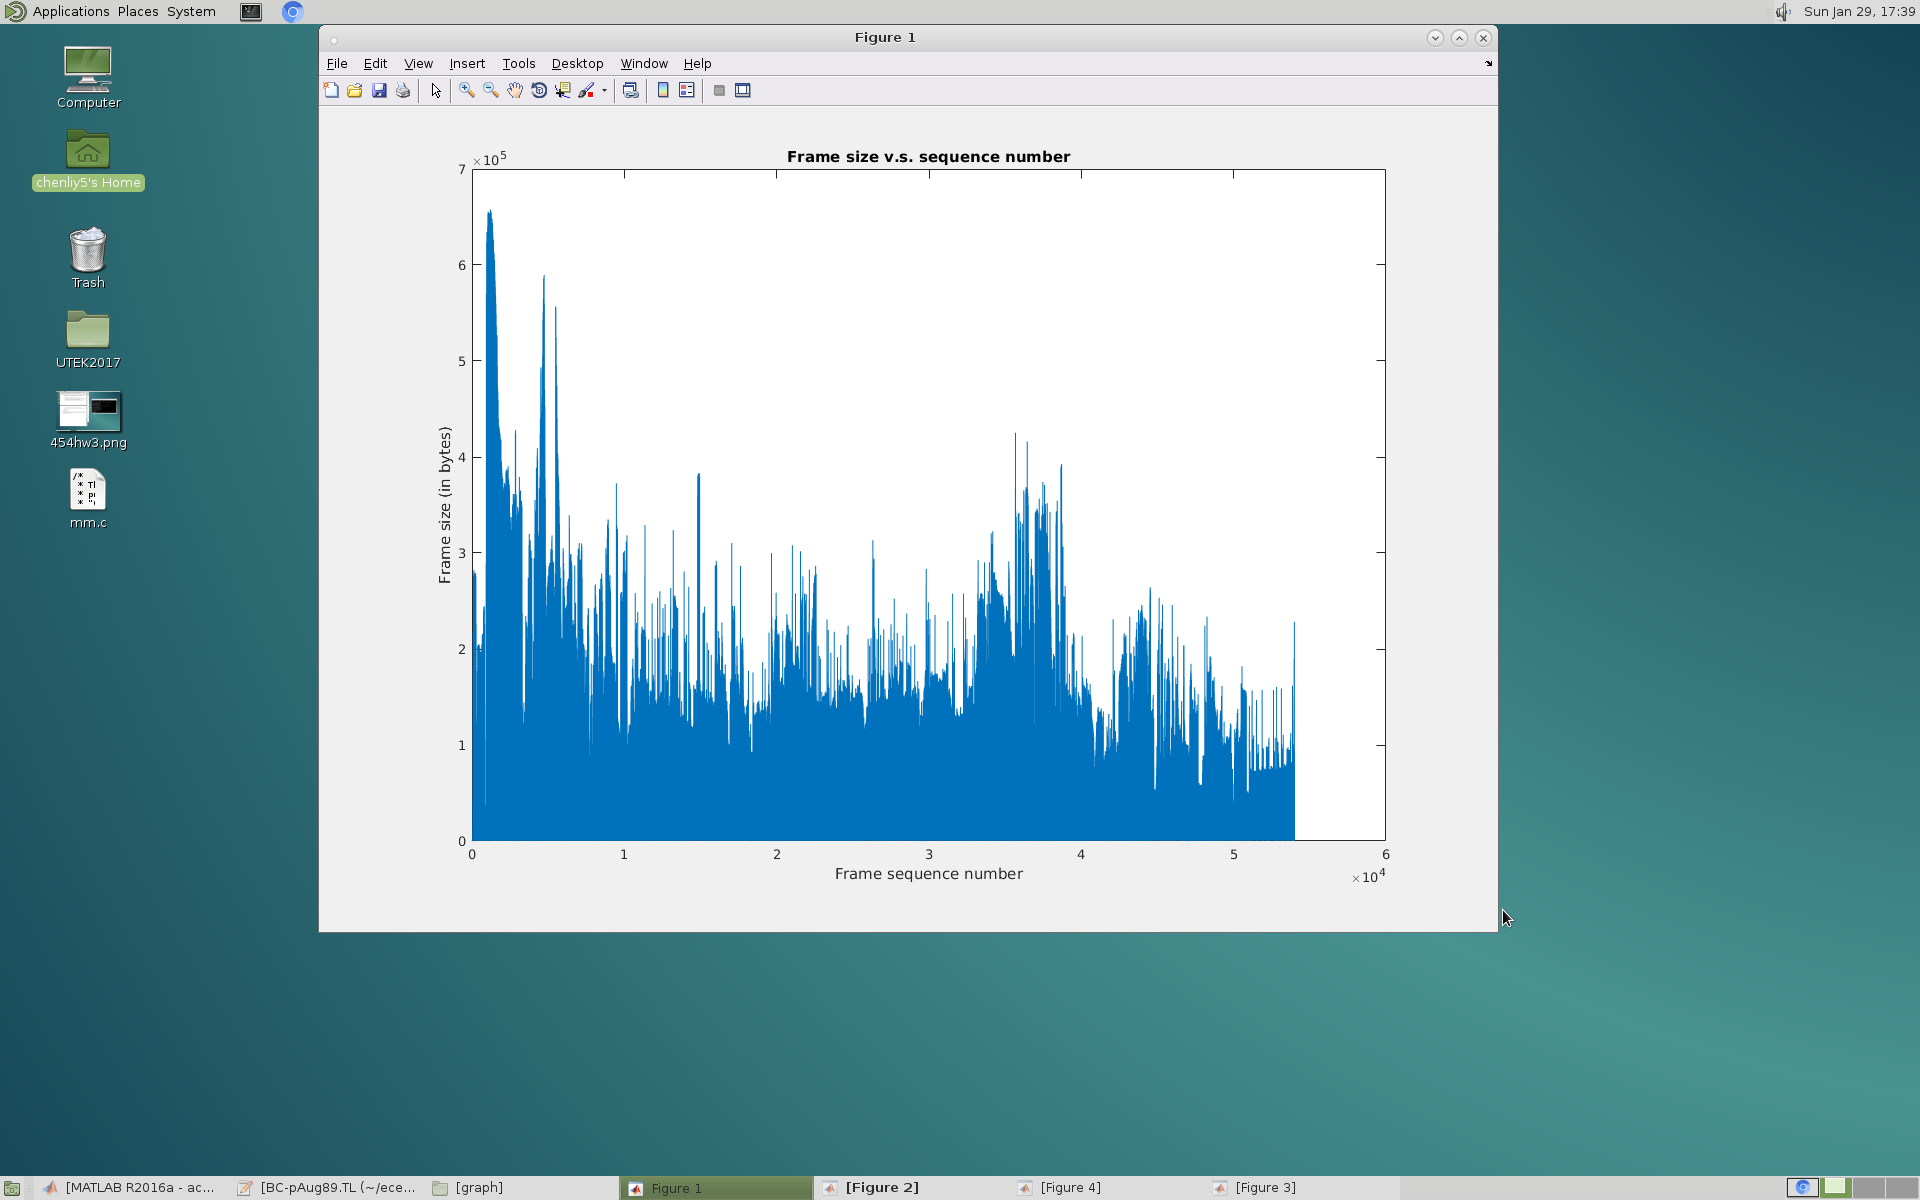 Applications Places System
Sun Jan 29, 17:39
Figure 1
File Edit View Insert Tools Desktop Window Help
Computer
chenliy5's Home
Trash
UTEK2017
454hw3.png
mm.c
Frame size v.s. sequence number
×10^5
7
6
5
4
3
2
1
0
Frame size (in bytes)
0 1 2 3 4 5 6
Frame sequence number
×10^4
[MATLAB R2016a - ac... [BC-pAug89.TL (~/ece... [graph] Figure 1 [Figure 2] [Figure 4] [Figure 3]